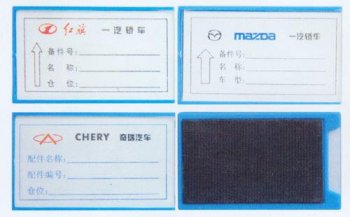 红旗 一汽轿车
备件号:
名 称:
仓 位:
mazda 一汽轿车
备件号:
名 称:
车 型:
CHERY 奇瑞汽车
配件名称:
配件编号:
仓位: